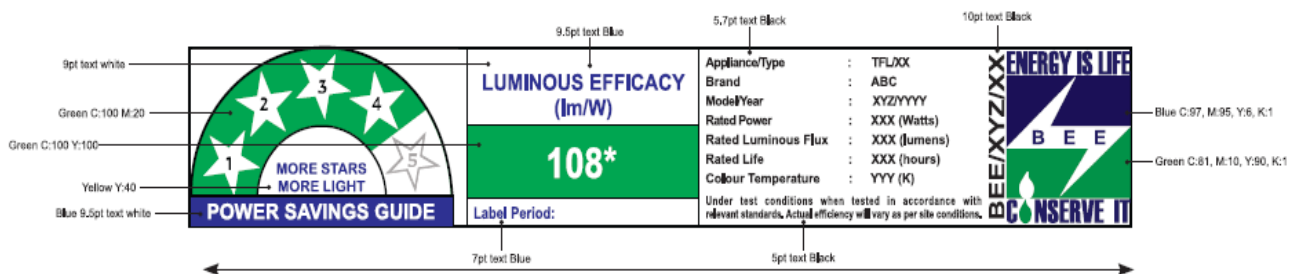 5.7pt text Black
10pt text Black
9.5pt text Blue
9pt text white
Green C:100 M:20
Green C:100 Y:100
Yellow Y:40
Blue 9.5pt text white
1
2
3
4
5
MORE STARS
MORE LIGHT
POWER SAVINGS GUIDE
LUMINOUS EFFICACY
(lm/W)
108*
Label Period:
Appliance/Type : TFL/XX
Brand : ABC
Model/Year : XYZ/YYYY
Rated Power : XXX (Watts)
Rated Luminous Flux : XXX (lumens)
Rated Life : XXX (hours)
Colour Temperature : YYY (K)
Under test conditions when tested in accordance with
relevant standards. Actual efficiency will vary as per site conditions.
BEE/XYZ/XX
ENERGY IS LIFE
BEE
CONSERVE IT
Blue C:97, M:95, Y:6, K:1
Green C:81, M:10, Y:90, K:1
7pt text Blue
5pt text Black